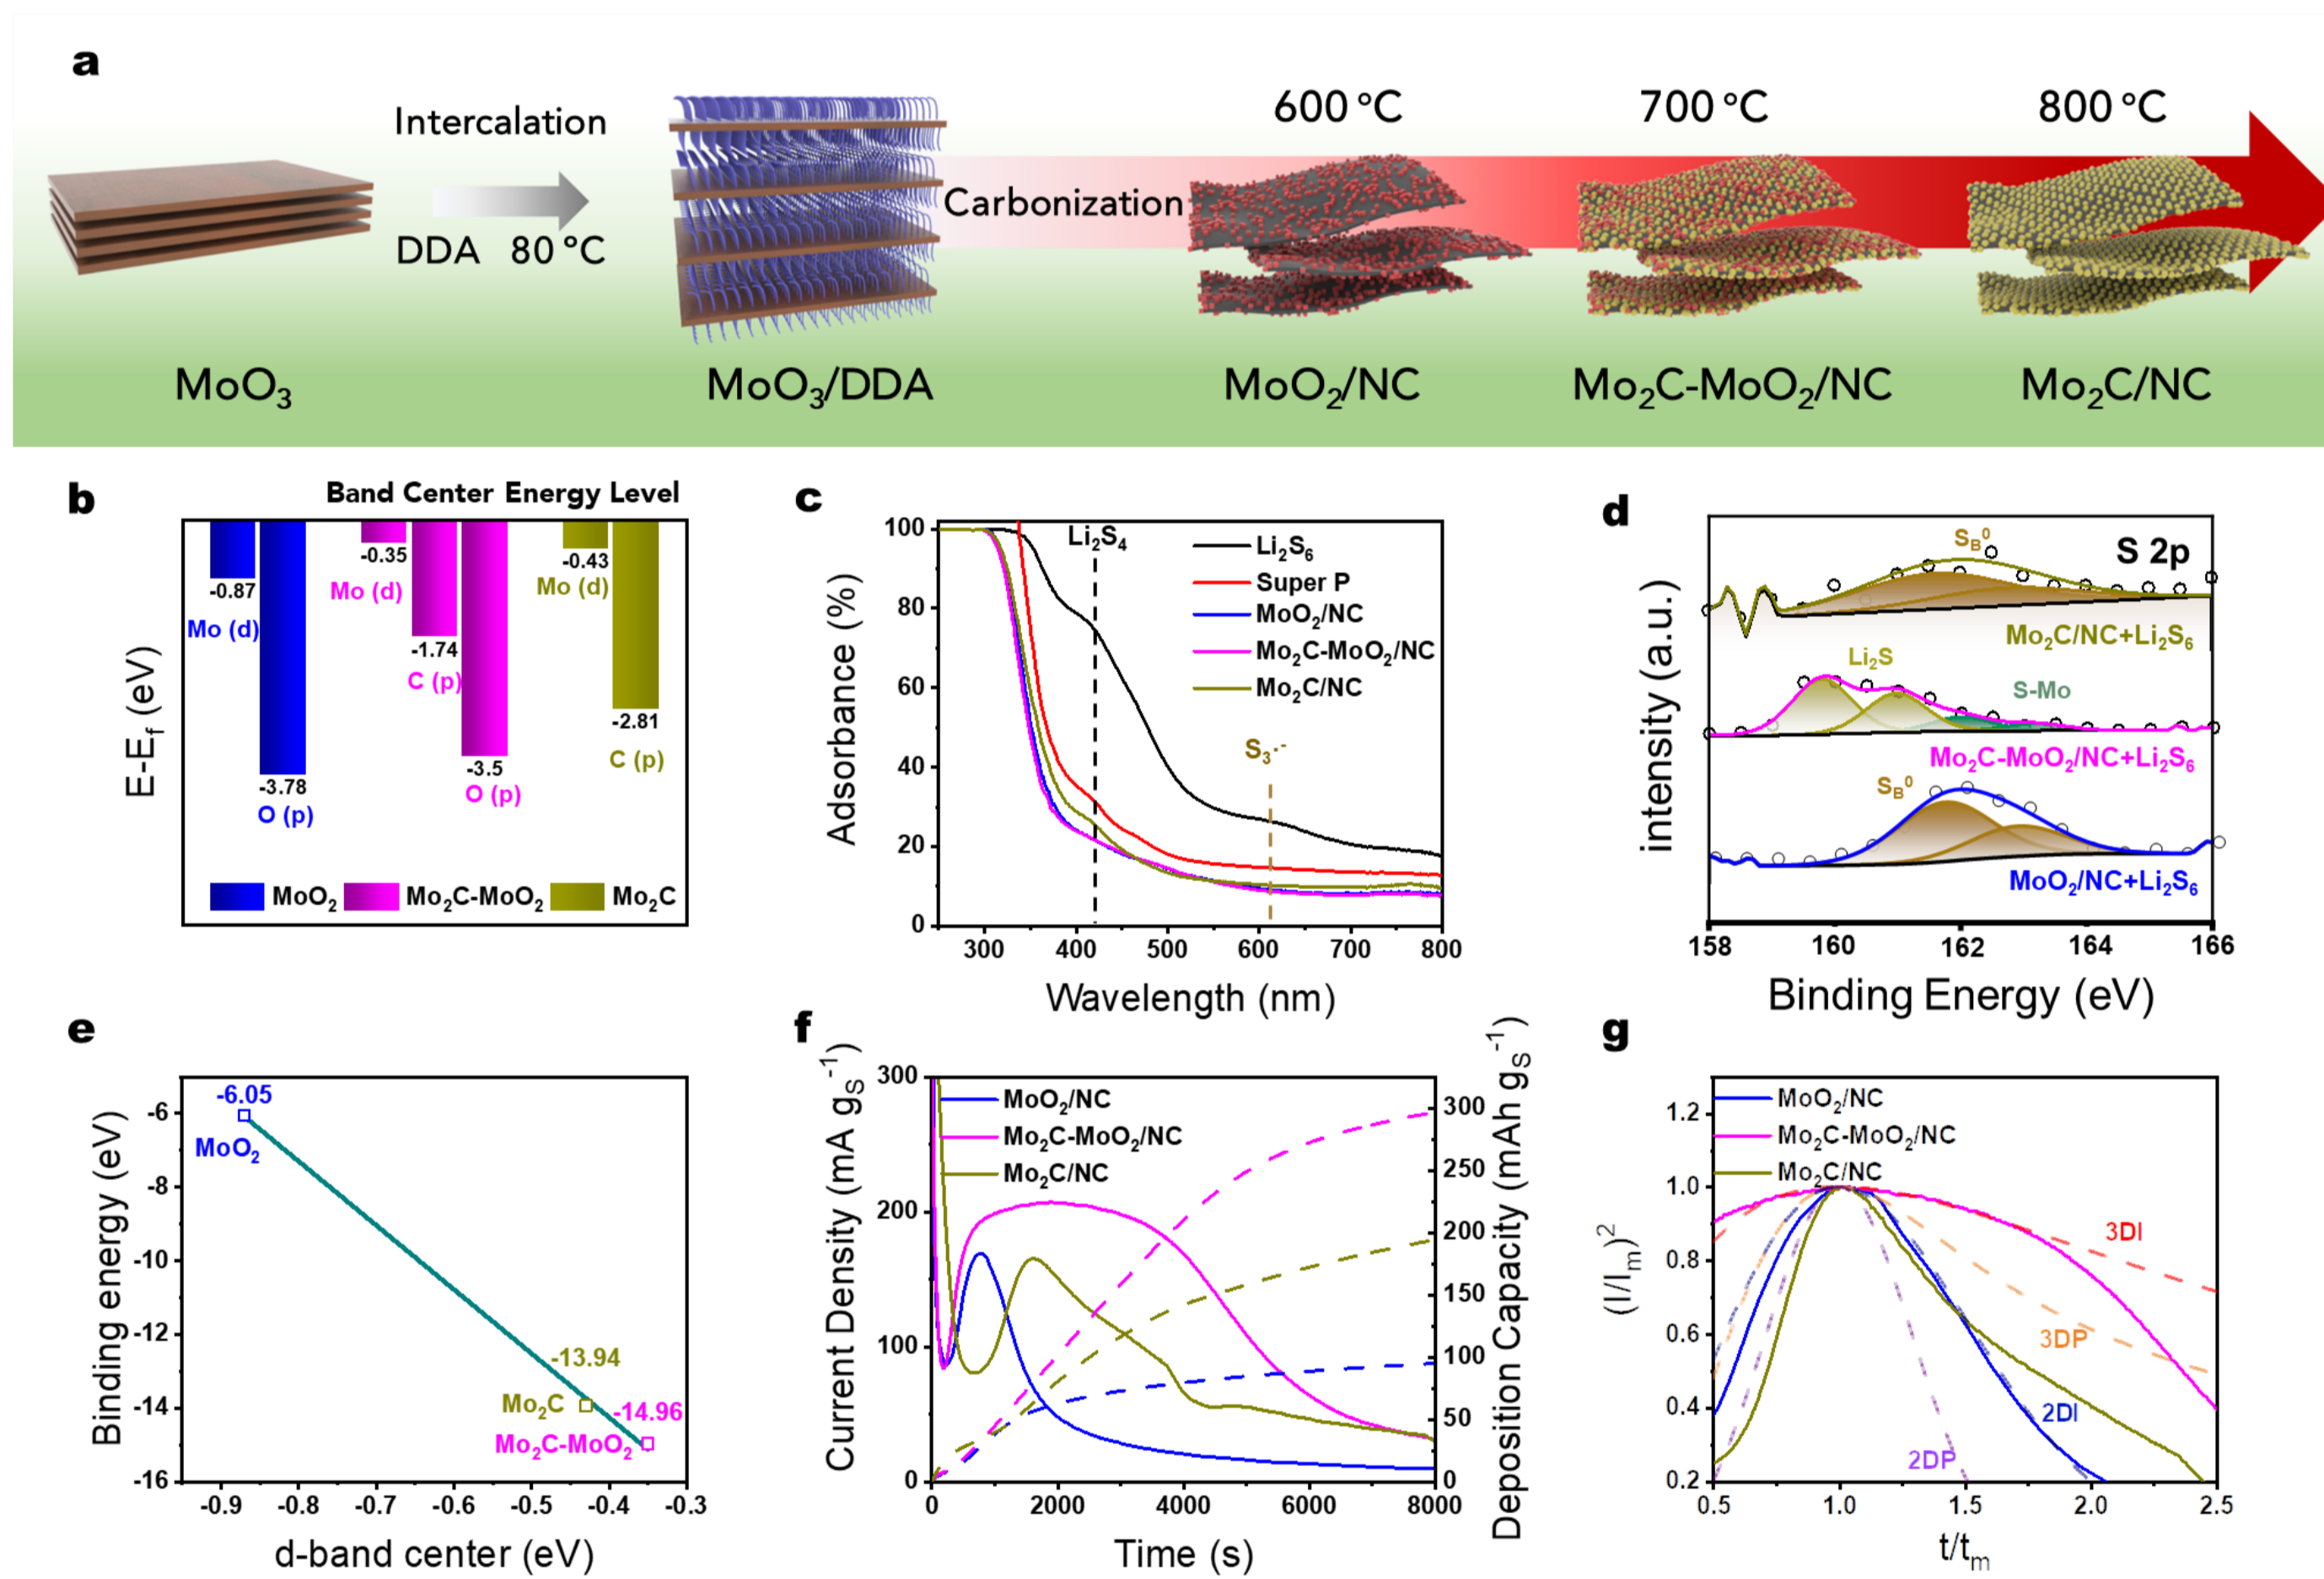 a
Intercalation
DDA 80 °C
Carbonization
600 °C
700 °C
800 °C
MoO₃
MoO₃/DDA
MoO₂/NC
Mo₂C-MoO₂/NC
Mo₂C/NC
b
Band Center Energy Level
E-E_f (eV)
-0.87
Mo (d)
-3.78
O (p)
-0.35
Mo (d)
-1.74
C (p)
-3.5
O (p)
-0.43
Mo (d)
-2.81
C (p)
MoO₂
Mo₂C-MoO₂
Mo₂C
c
Adsorbance (%)
100
80
60
40
20
0
Li₂S₄
S₃·⁻
Li₂S₆
Super P
MoO₂/NC
Mo₂C-MoO₂/NC
Mo₂C/NC
300 400 500 600 700 800
Wavelength (nm)
d
intensity (a.u.)
S 2p
S_B⁰
Mo₂C/NC+Li₂S₆
Li₂S
S-Mo
Mo₂C-MoO₂/NC+Li₂S₆
S_B⁰
MoO₂/NC+Li₂S₆
158 160 162 164 166
Binding Energy (eV)
e
Binding energy (eV)
-6
-8
-10
-12
-14
-16
-6.05
MoO₂
-13.94
Mo₂C
-14.96
Mo₂C-MoO₂
-0.9 -0.8 -0.7 -0.6 -0.5 -0.4 -0.3
d-band center (eV)
f
Current Density (mA g_S⁻¹)
300
200
100
0
MoO₂/NC
Mo₂C-MoO₂/NC
Mo₂C/NC
300
250
200
150
100
50
0
Deposition Capacity (mAh g_S⁻¹)
0 2000 4000 6000 8000
Time (s)
g
(I/I_m)²
1.2
1.0
0.8
0.6
0.4
0.2
MoO₂/NC
Mo₂C-MoO₂/NC
Mo₂C/NC
3DI
3DP
2DI
2DP
0.5 1.0 1.5 2.0 2.5
t/t_m